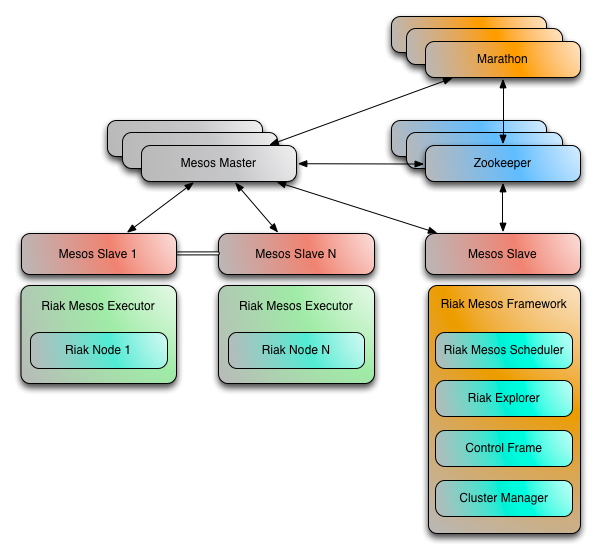 Marathon
Mesos Master
Zookeeper
Mesos Slave 1
Mesos Slave N
Mesos Slave
Riak Mesos Executor
Riak Mesos Executor
Riak Mesos Framework
Riak Node 1
Riak Node N
Riak Mesos Scheduler
Riak Explorer
Control Frame
Cluster Manager